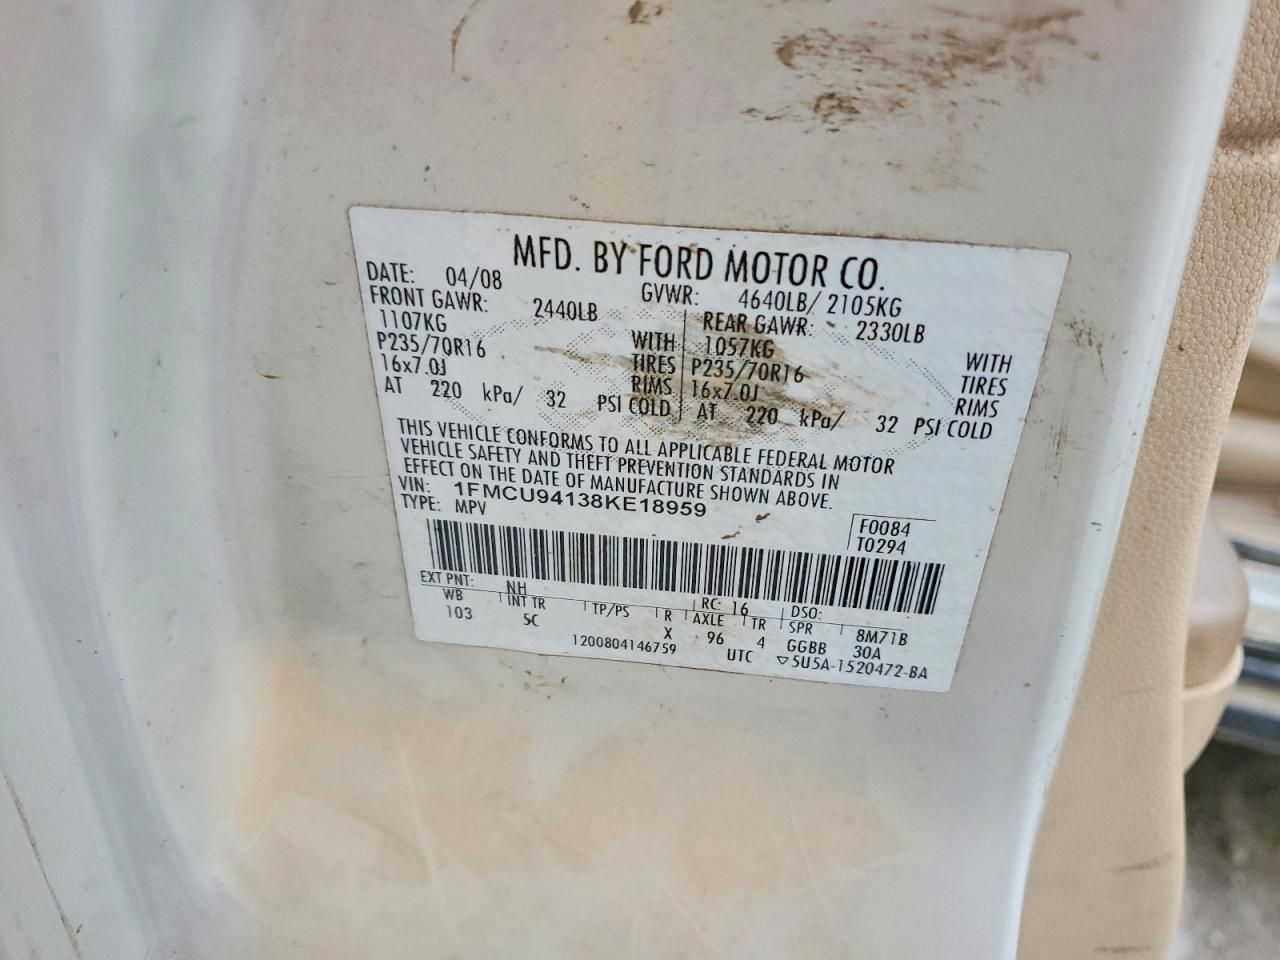 MFD. BY FORD MOTOR CO.
DATE: 04/08 GVWR: 4640LB/ 2105KG
FRONT GAWR: 2440LB REAR GAWR: 2330LB
1107KG WITH 1057KG WITH
P235/70R16 TIRES P235/70R16 TIRES
16x7.0J RIMS 16x7.0J RIMS
AT 220 kPa/ 32 PSI COLD AT 220 kPa/ 32 PSI COLD
THIS VEHICLE CONFORMS TO ALL APPLICABLE FEDERAL MOTOR
VEHICLE SAFETY AND THEFT PREVENTION STANDARDS IN
EFFECT ON THE DATE OF MANUFACTURE SHOWN ABOVE.
VIN: 1FMCU94138KE18959
TYPE: MPV
F0084
T0294
EXT PNT: NH RC: 16 DSO:
WB INT TR TP/PS R AXLE TR SPR 8M71B
103 5C X 96 4 GGBB 30A
1200804146759 UTC ▽5U5A-1520472-BA